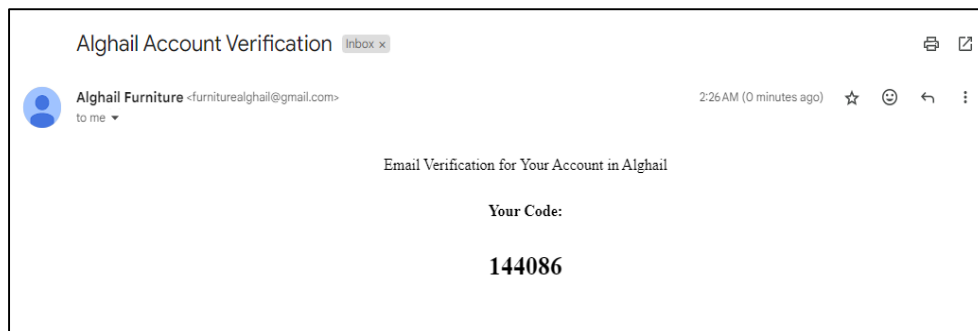 Alghail Account Verification Inbox ×
Alghail Furniture <furniturealghail@gmail.com> 2:26 AM (0 minutes ago)
to me
Email Verification for Your Account in Alghail
Your Code:
144086